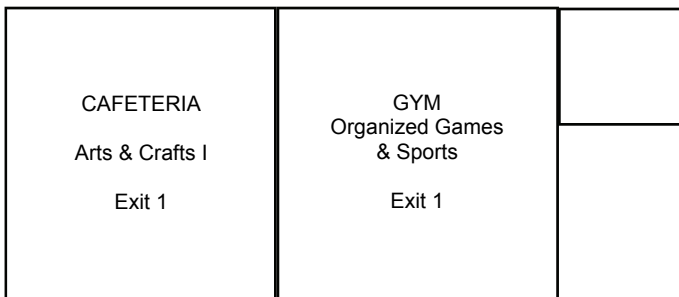 CAFETERIA
Arts & Crafts I
Exit 1
GYM
Organized Games
& Sports
Exit 1